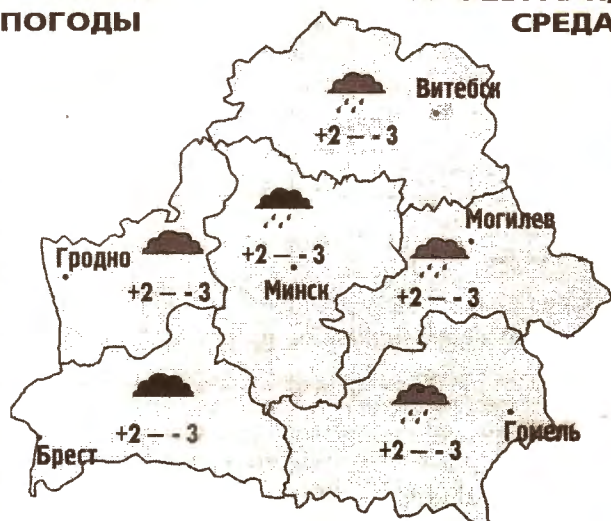 ПОГОДЫ
СРЕДА
Витебск
+2 – - 3
Могилев
Гродно
+2 – - 3
Минск
+2 – - 3
+2 – - 3
Гомель
+2 – - 3
Брест
+2 – - 3